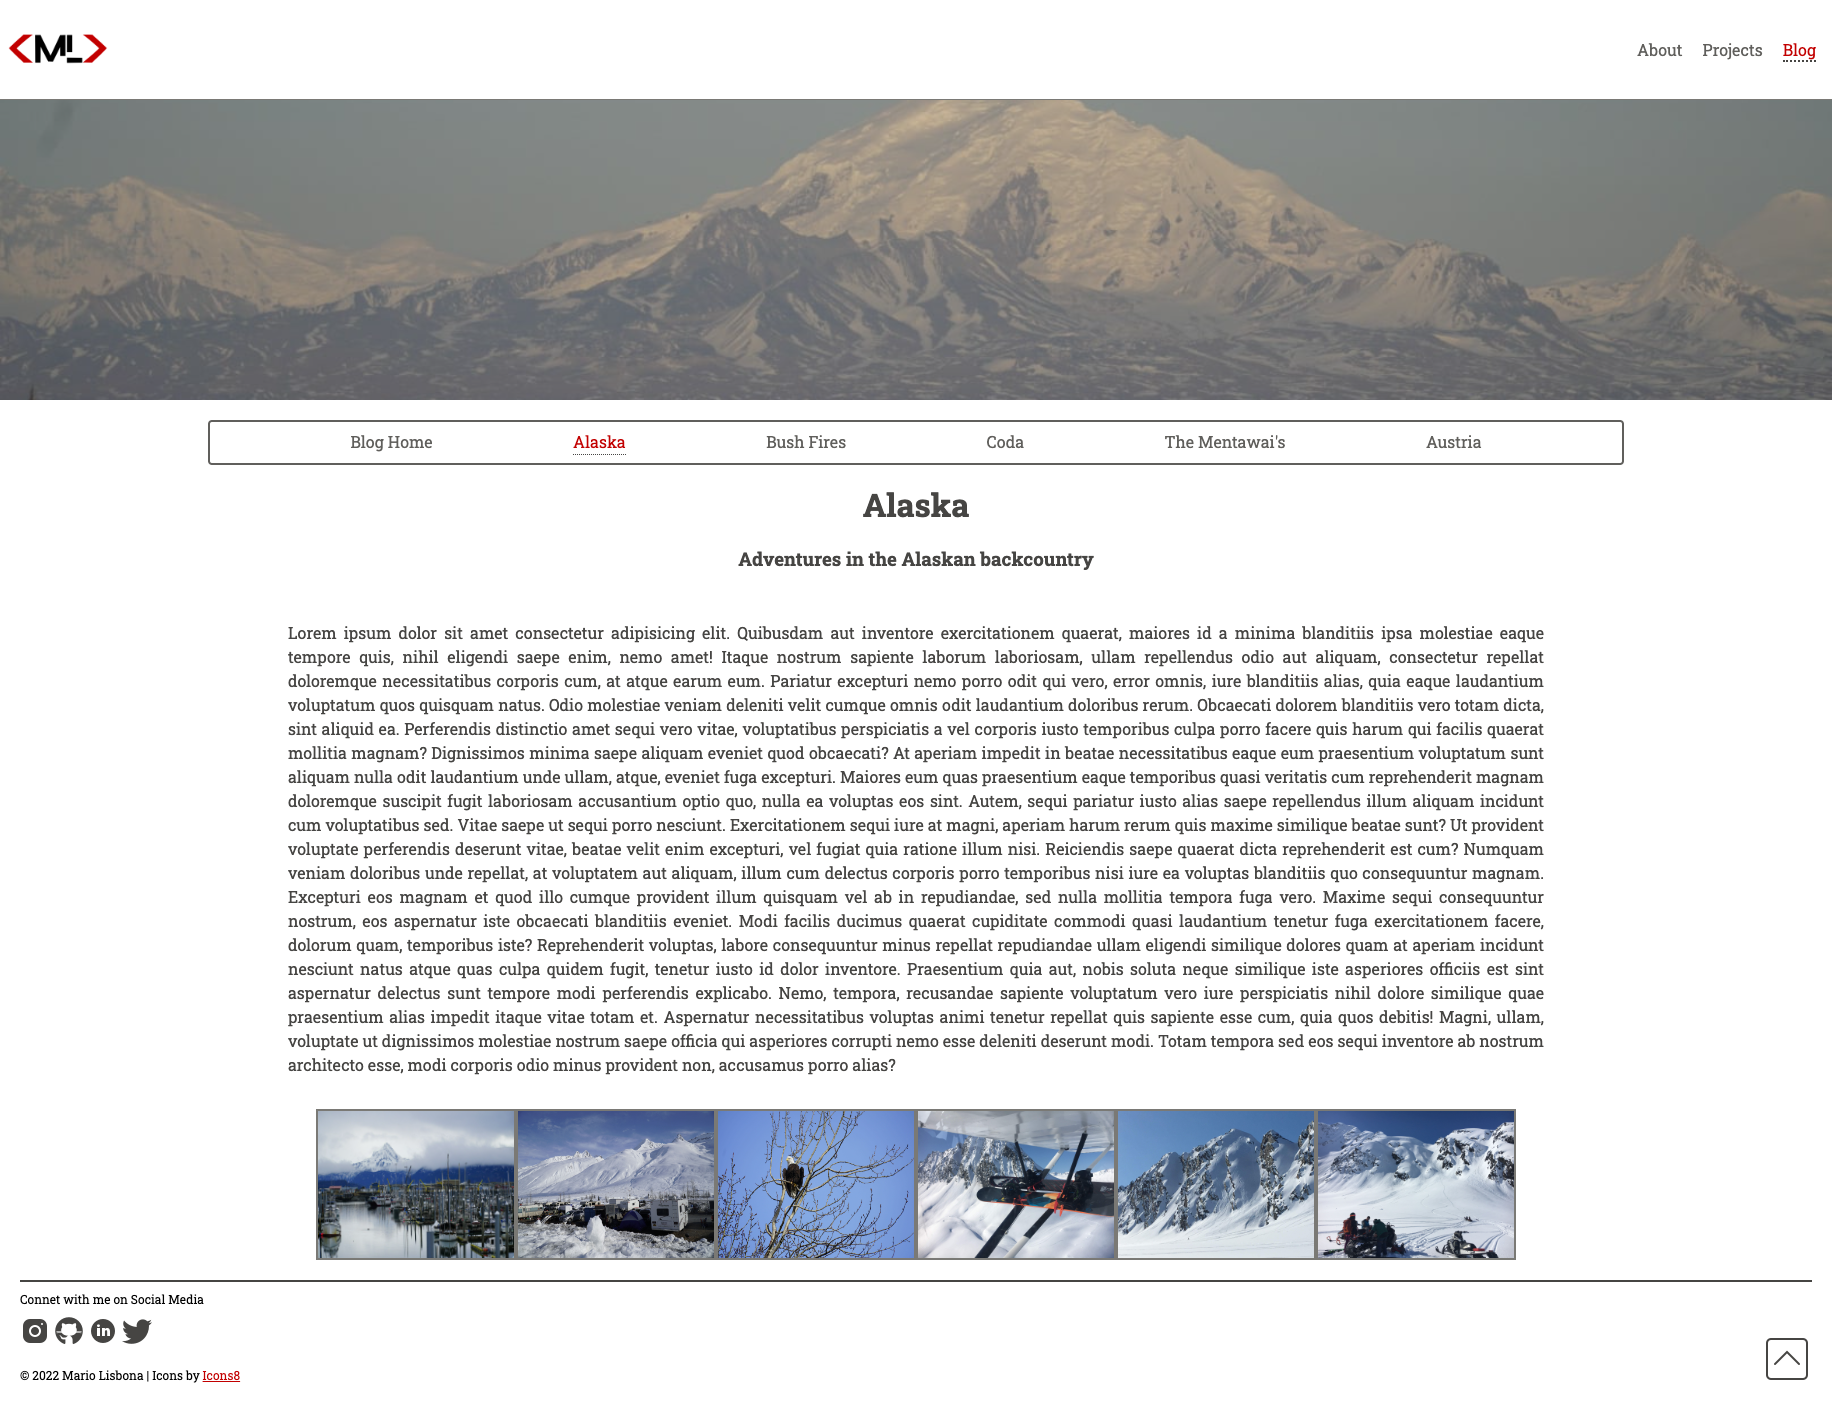 <ML>
About Projects Blog
Blog Home Alaska Bush Fires Coda The Mentawai's Austria
Alaska
Adventures in the Alaskan backcountry
Lorem ipsum dolor sit amet consectetur adipisicing elit. Quibusdam aut inventore exercitationem quaerat, maiores id a minima blanditiis ipsa molestiae eaque
tempore quis, nihil eligendi saepe enim, nemo amet! Itaque nostrum sapiente laborum laboriosam, ullam repellendus odio aut aliquam, consectetur repellat
doloremque necessitatibus corporis cum, at atque earum eum. Pariatur excepturi nemo porro odit qui vero, error omnis, iure blanditiis alias, quia eaque laudantium
voluptatum quos quisquam natus. Odio molestiae veniam deleniti velit cumque omnis odit laudantium doloribus rerum. Obcaecati dolorem blanditiis vero totam dicta,
sint aliquid ea. Perferendis distinctio amet sequi vero vitae, voluptatibus perspiciatis a vel corporis iusto temporibus culpa porro facere quis harum qui facilis quaerat
mollitia magnam? Dignissimos minima saepe aliquam eveniet quod obcaecati? At aperiam impedit in beatae necessitatibus eaque eum praesentium voluptatum sunt
aliquam nulla odit laudantium unde ullam, atque, eveniet fuga excepturi. Maiores eum quas praesentium eaque temporibus quasi veritatis cum reprehenderit magnam
doloremque suscipit fugit laboriosam accusantium optio quo, nulla ea voluptas eos sint. Autem, sequi pariatur iusto alias saepe repellendus illum aliquam incidunt
cum voluptatibus sed. Vitae saepe ut sequi porro nesciunt. Exercitationem sequi iure at magni, aperiam harum rerum quis maxime similique beatae sunt? Ut provident
voluptate perferendis deserunt vitae, beatae velit enim excepturi, vel fugiat quia ratione illum nisi. Reiciendis saepe quaerat dicta reprehenderit est cum? Numquam
veniam doloribus unde repellat, at voluptatem aut aliquam, illum cum delectus corporis porro temporibus nisi iure ea voluptas blanditiis quo consequuntur magnam.
Excepturi eos magnam et quod illo cumque provident illum quisquam vel ab in repudiandae, sed nulla mollitia tempora fuga vero. Maxime sequi consequuntur
nostrum, eos aspernatur iste obcaecati blanditiis eveniet. Modi facilis ducimus quaerat cupiditate commodi quasi laudantium tenetur fuga exercitationem facere,
dolorum quam, temporibus iste? Reprehenderit voluptas, labore consequuntur minus repellat repudiandae ullam eligendi similique dolores quam at aperiam incidunt
nesciunt natus atque quas culpa quidem fugit, tenetur iusto id dolor inventore. Praesentium quia aut, nobis soluta neque similique iste asperiores officiis est sint
aspernatur delectus sunt tempore modi perferendis explicabo. Nemo, tempora, recusandae sapiente voluptatum vero iure perspiciatis nihil dolore similique quae
praesentium alias impedit itaque vitae totam et. Aspernatur necessitatibus voluptas animi tenetur repellat quis sapiente esse cum, quia quos debitis! Magni, ullam,
voluptate ut dignissimos molestiae nostrum saepe officia qui asperiores corrupti nemo esse deleniti deserunt modi. Totam tempora sed eos sequi inventore ab nostrum
architecto esse, modi corporis odio minus provident non, accusamus porro alias?
Connet with me on Social Media
in
© 2022 Mario Lisbona | Icons by Icons8